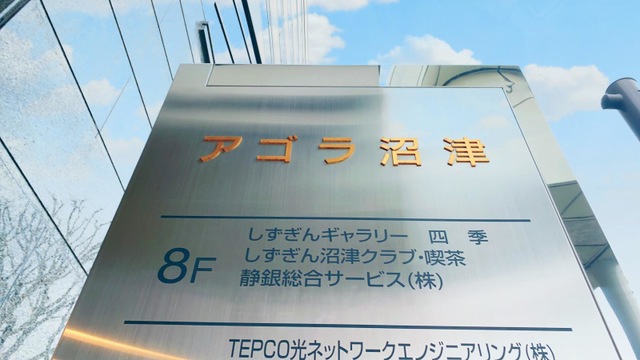 アゴラ沼津
8F
しずぎんギャラリー 四季
しずぎん沼津クラブ・喫茶
静銀総合サービス(株)
TEPCO光ネットワークエンジニアリング(株)